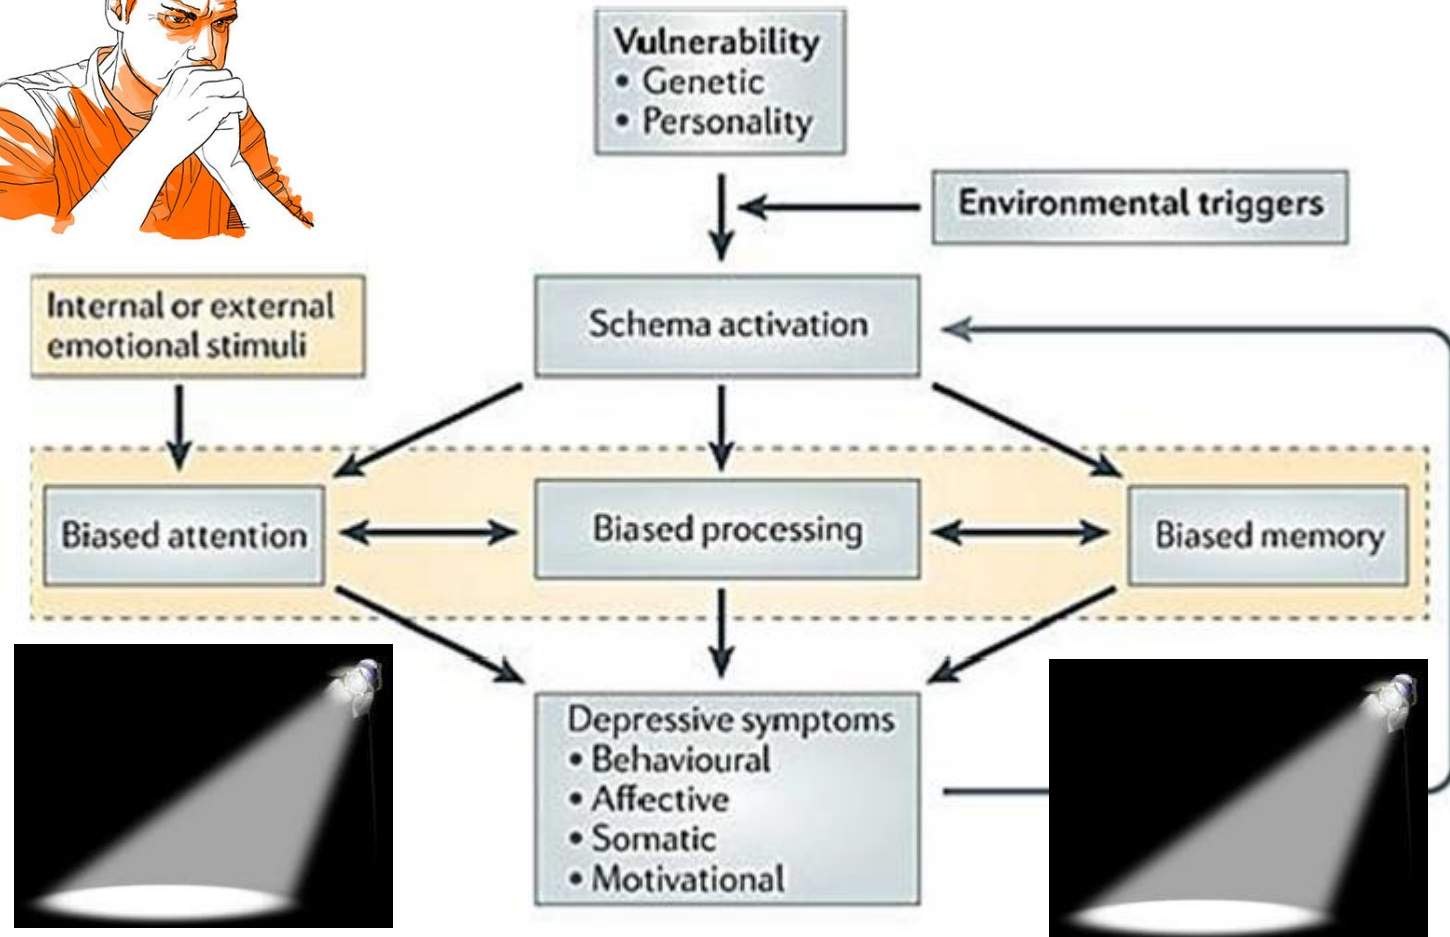 Vulnerability
• Genetic
• Personality
Environmental triggers
Internal or external
emotional stimuli
Schema activation
Biased attention
Biased processing
Biased memory
Depressive symptoms
• Behavioural
• Affective
• Somatic
• Motivational